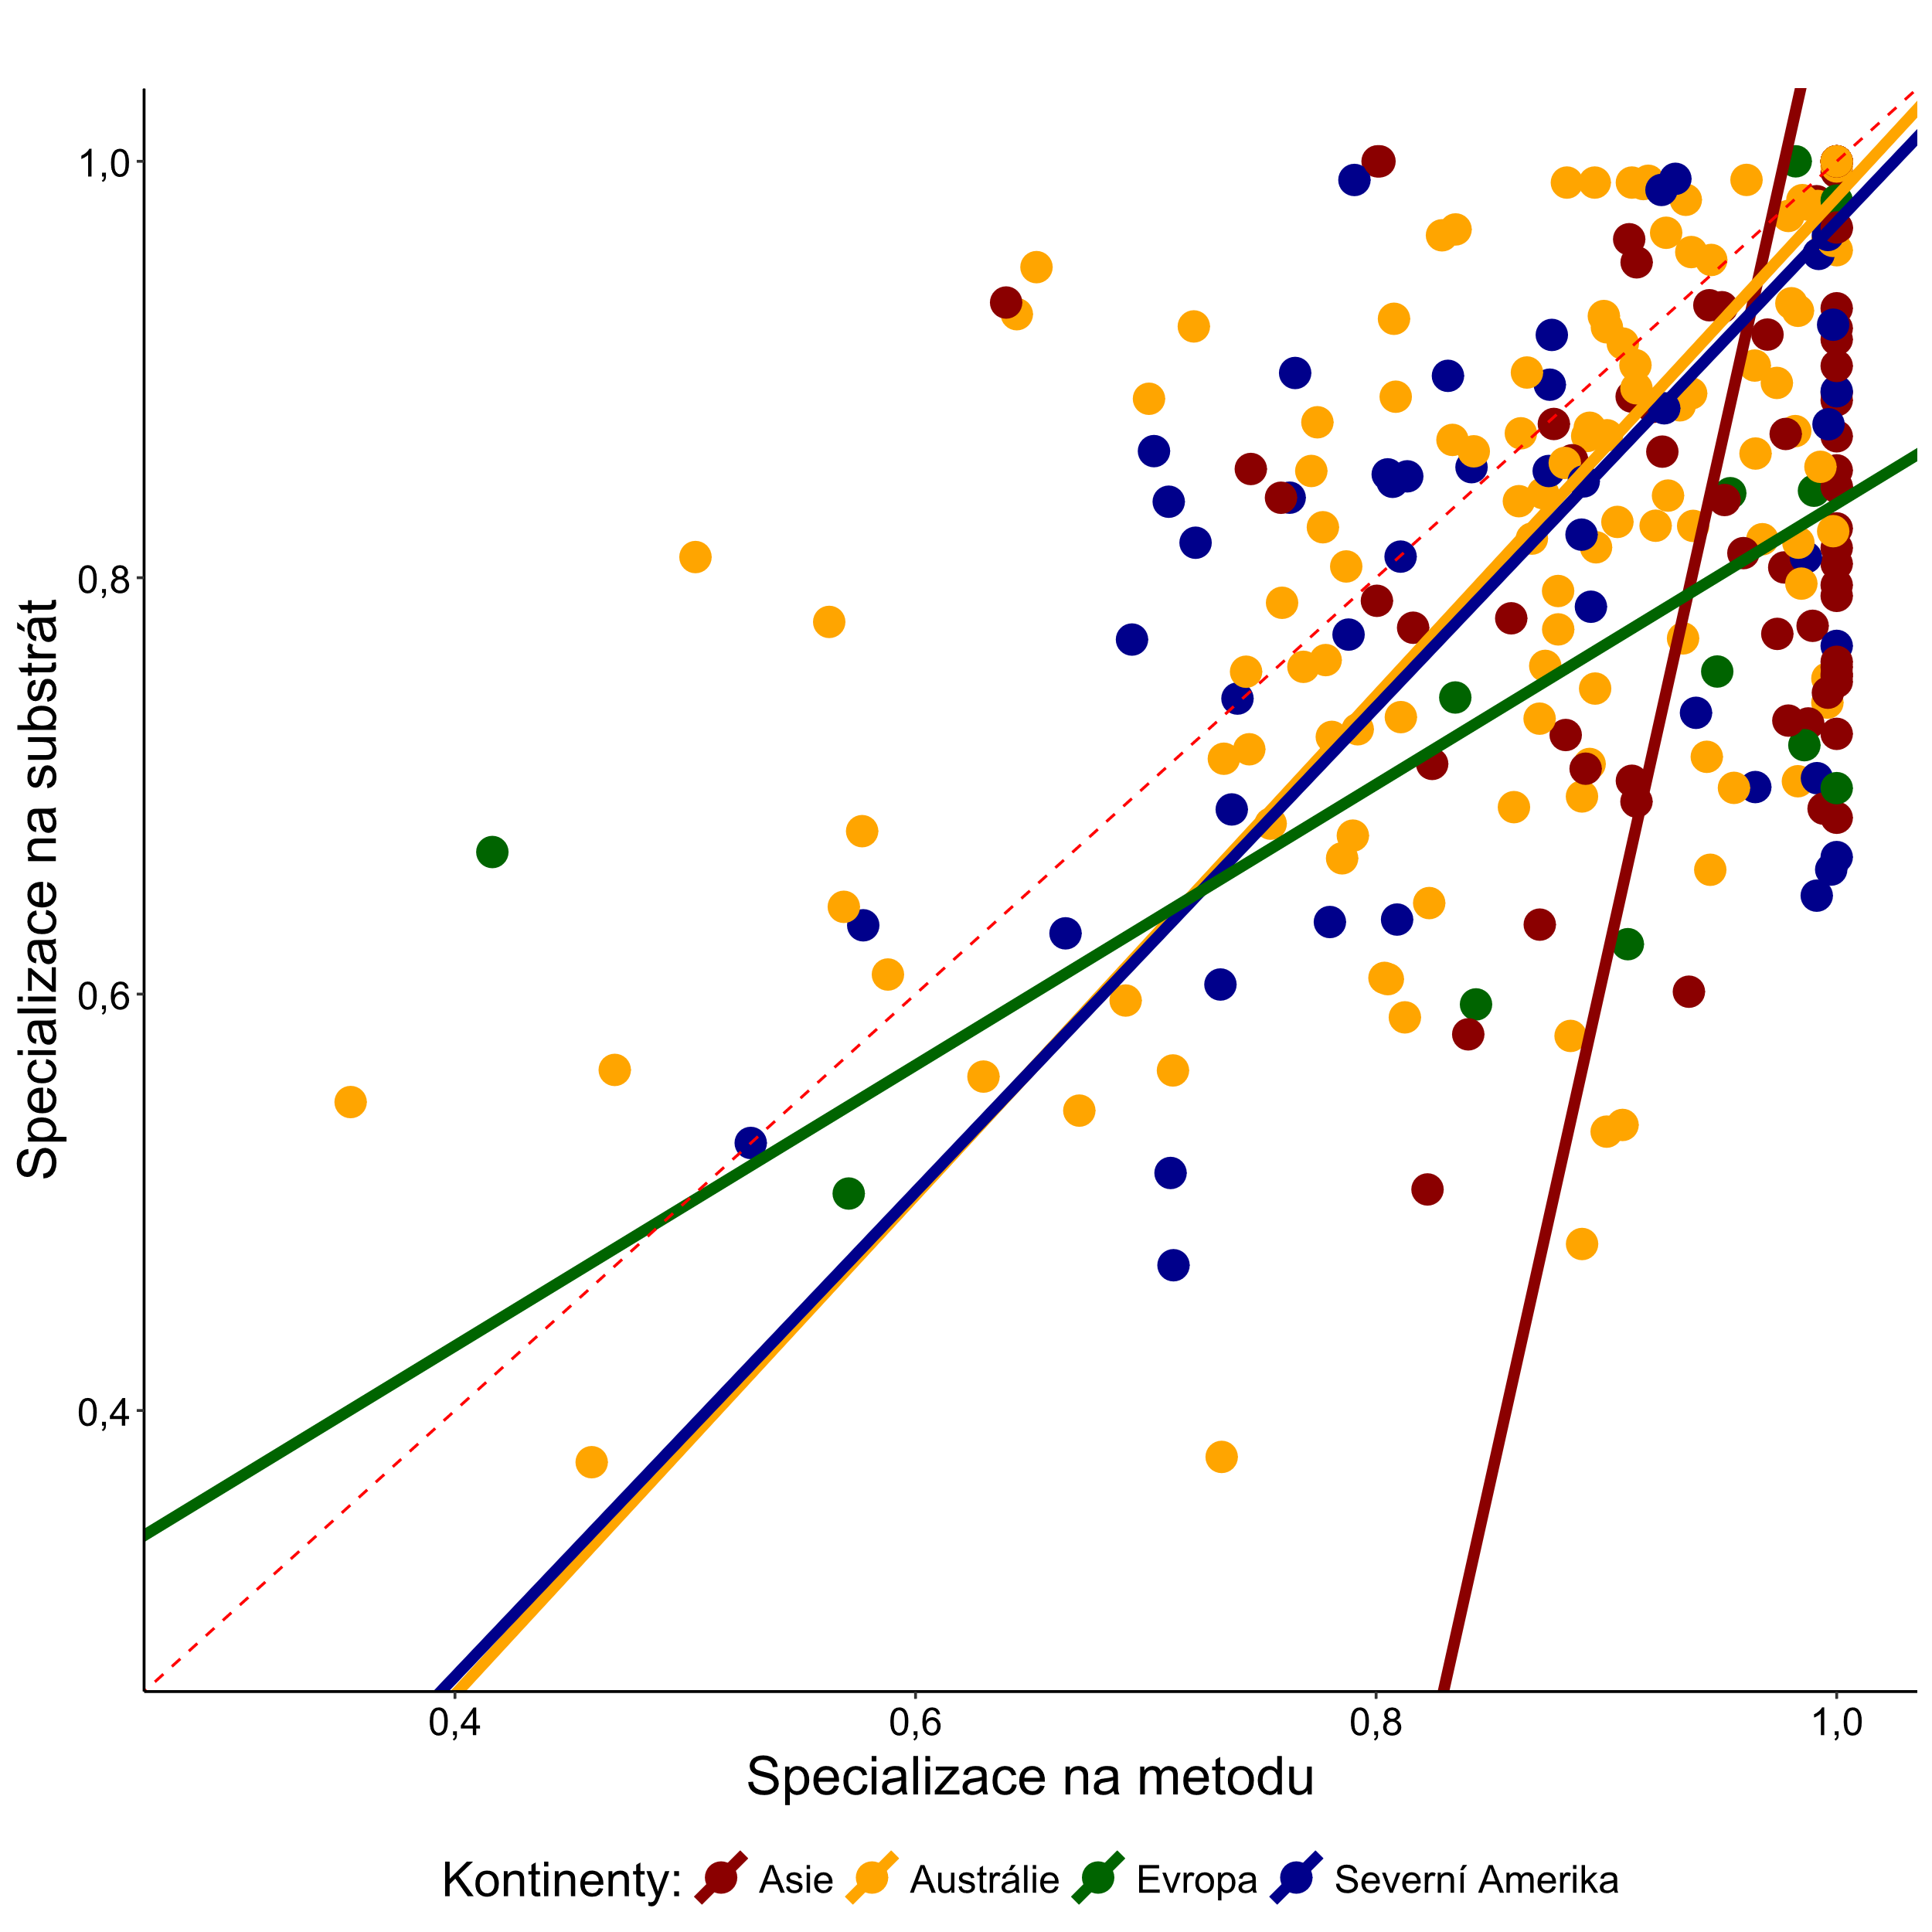 1,0
0,8
0,6
0,4
Specializace na substrát
0,4 0,6 0,8 1,0
Specializace na metodu
Kontinenty: Asie Austrálie Evropa Severní Amerika